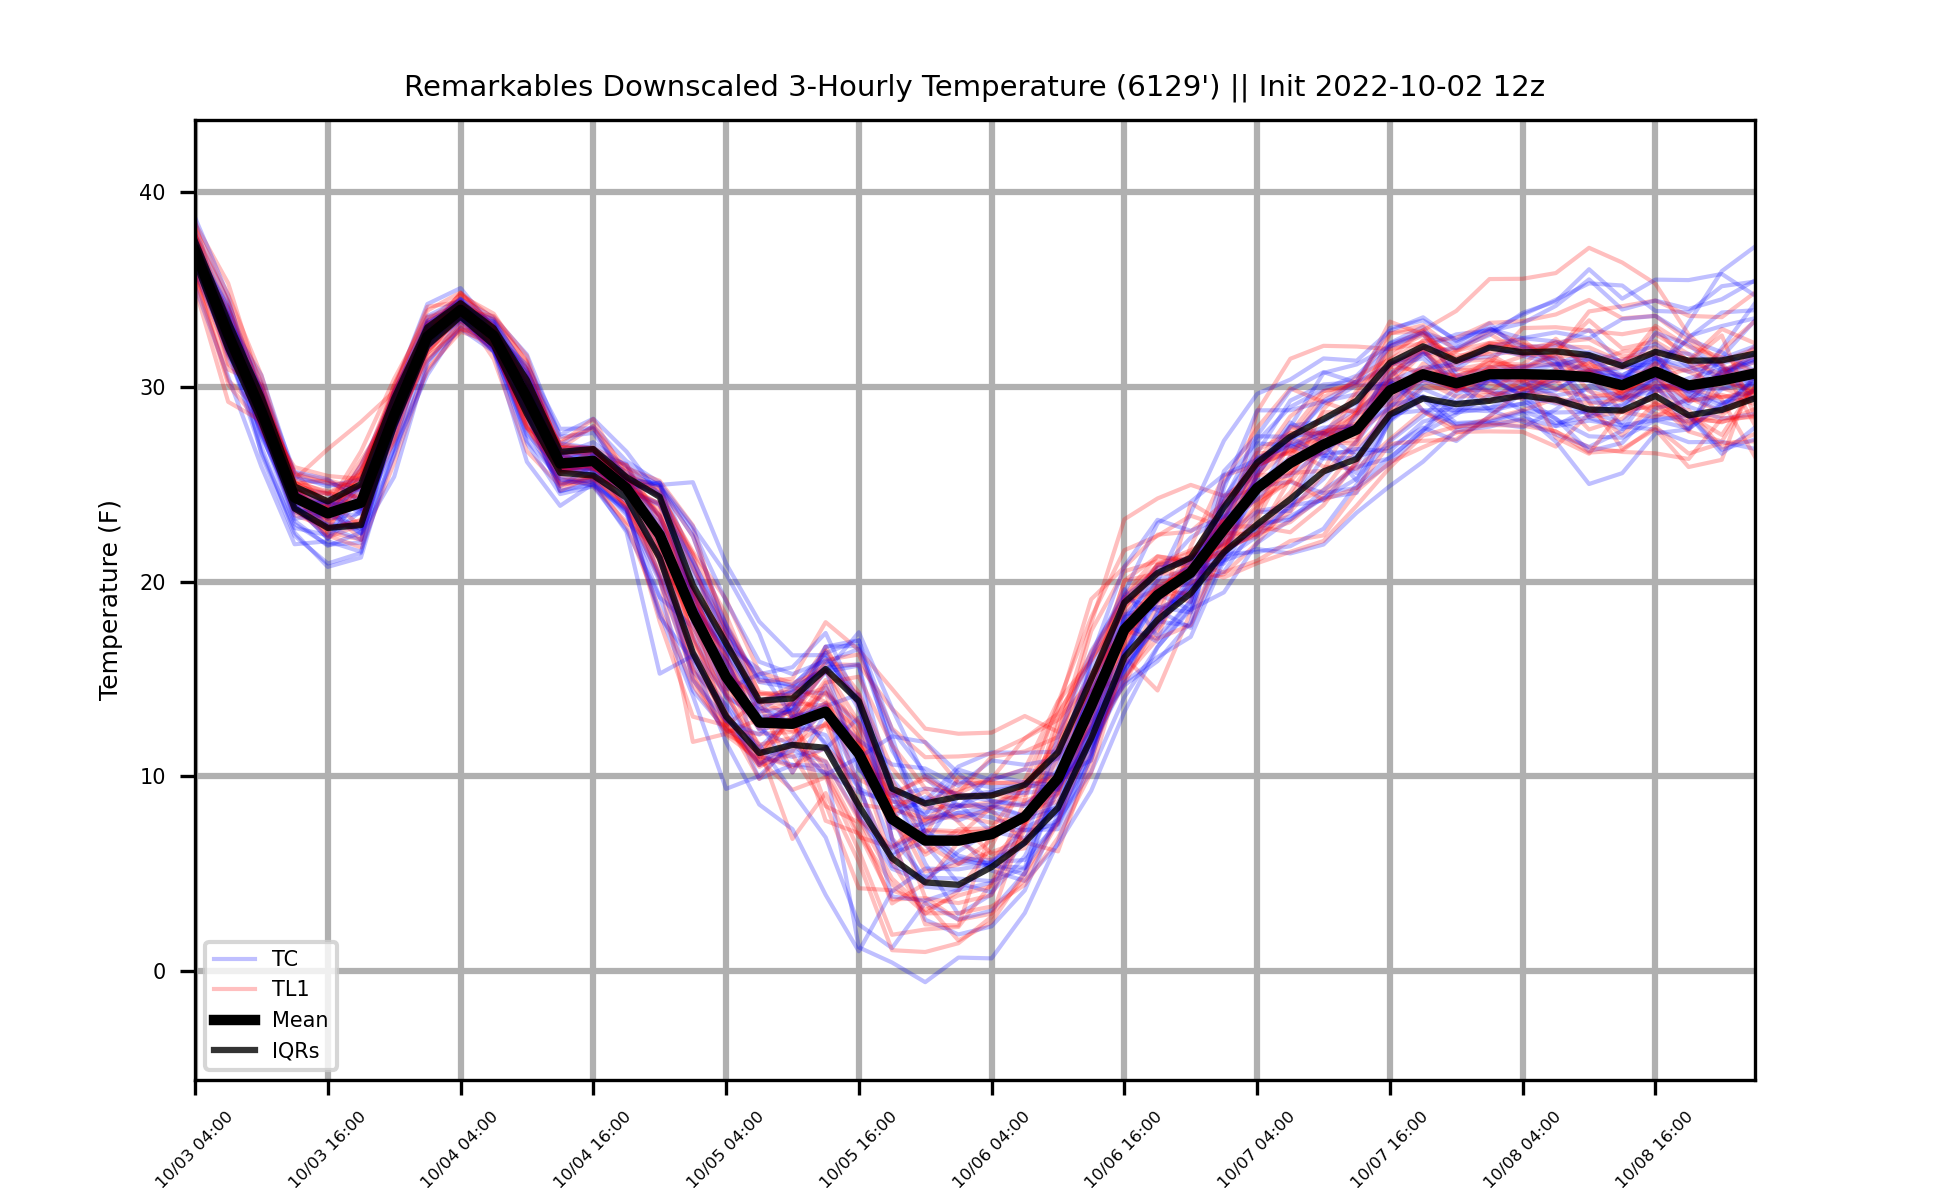 Remarkables Downscaled 3-Hourly Temperature (6129') || Init 2022-10-02 12z
Temperature (F)
40
30
20
10
0
TC
TL1
Mean
IQRs
10/03 04:00
10/03 16:00
10/04 04:00
10/04 16:00
10/05 04:00
10/05 16:00
10/06 04:00
10/06 16:00
10/07 04:00
10/07 16:00
10/08 04:00
10/08 16:00